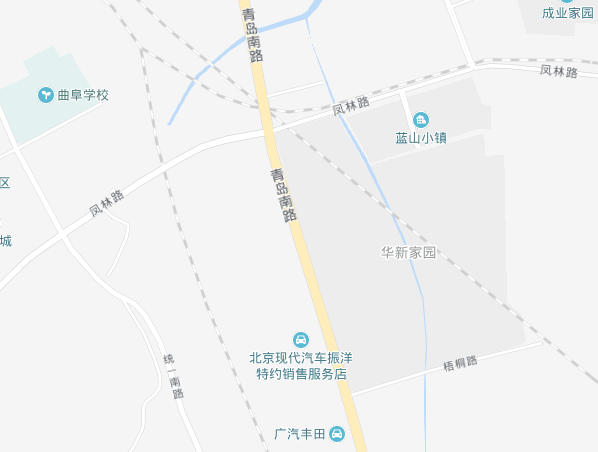 成业家园
青岛南路
凤林路
曲阜学校
凤林路
蓝山小镇
区
青岛南路
凤林路
城
华新家园
北京现代汽车振洋
特约销售服务店
统一南路
梧桐路
广汽丰田